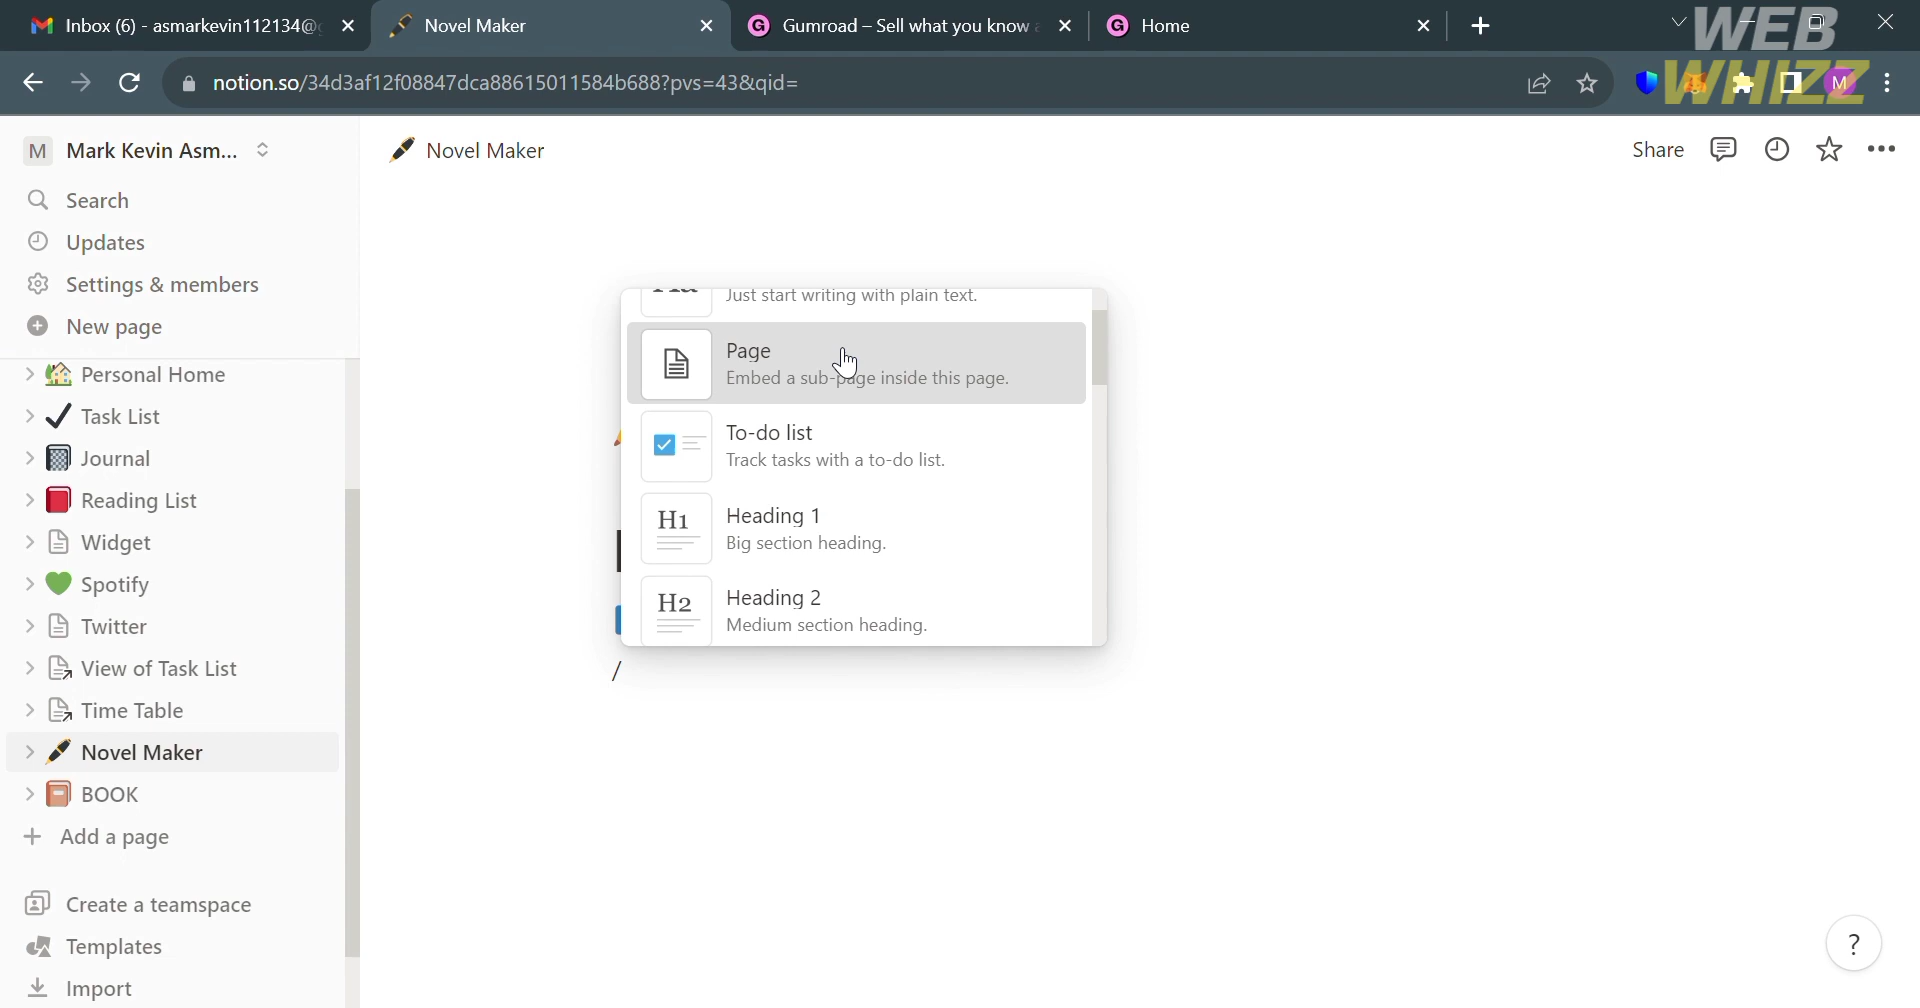 Inbox (6) - asmarkevin112134@
Novel Maker
Gumroad – Sell what you know
Home
WEB
WHIZZ
notion.so/34d3af12f08847dca88615011584b688?pvs=43&qid=
M
M Mark Kevin Asm...
Novel Maker
Share
Search
Updates
Settings & members
New page
Personal Home
Task List
Journal
Reading List
Widget
Spotify
Twitter
View of Task List
Time Table
Novel Maker
BOOK
Add a page
Create a teamspace
Templates
Import
Just start writing with plain text.
Page
Embed a sub-page inside this page.
To-do list
Track tasks with a to-do list.
H1 Heading 1
Big section heading.
H2 Heading 2
Medium section heading.
/
?